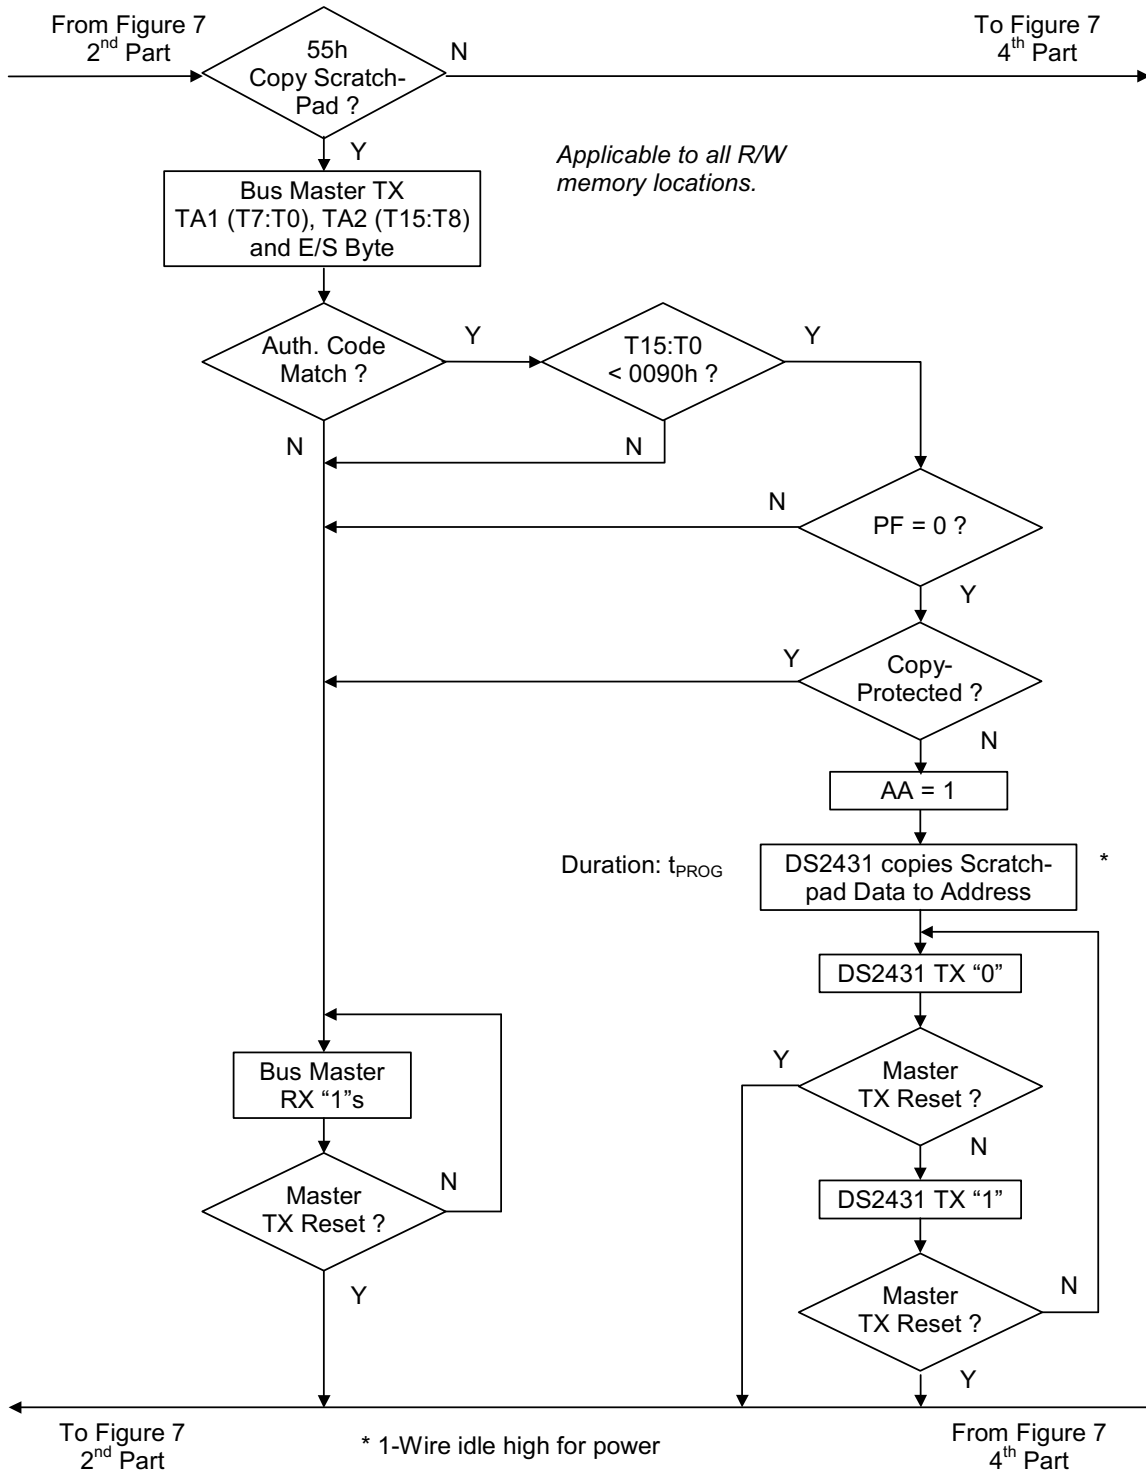 From Figure 7
2nd Part
To Figure 7
4th Part
55h
Copy Scratch-
Pad ?
N
Y
Applicable to all R/W
memory locations.
Bus Master TX
TA1 (T7:T0), TA2 (T15:T8)
and E/S Byte
Auth. Code
Match ?
Y
T15:T0
< 0090h ?
Y
N
N
N
PF = 0 ?
Y
Y
Copy-
Protected ?
N
AA = 1
Duration: tPROG
DS2431 copies Scratch-
pad Data to Address
*
DS2431 TX “0”
Y
Master
TX Reset ?
N
Bus Master
RX “1”s
DS2431 TX “1”
Master
TX Reset ?
N
Y
Master
TX Reset ?
N
Y
To Figure 7
2nd Part
* 1-Wire idle high for power
From Figure 7
4th Part